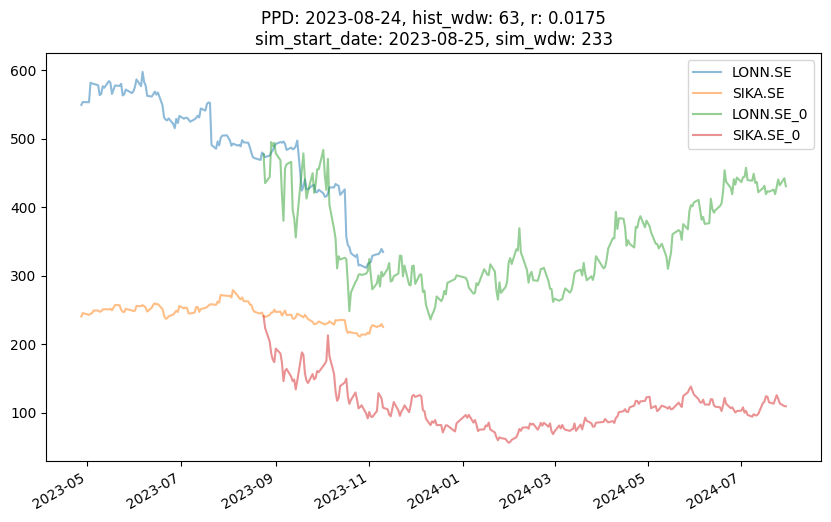 PPD: 2023-08-24, hist_wdw: 63, r: 0.0175
sim_start_date: 2023-08-25, sim_wdw: 233
600
500
400
300
200
100
LONN.SE
SIKA.SE
LONN.SE_0
SIKA.SE_0
2023-05
2023-07
2023-09
2023-11
2024-01
2024-03
2024-05
2024-07